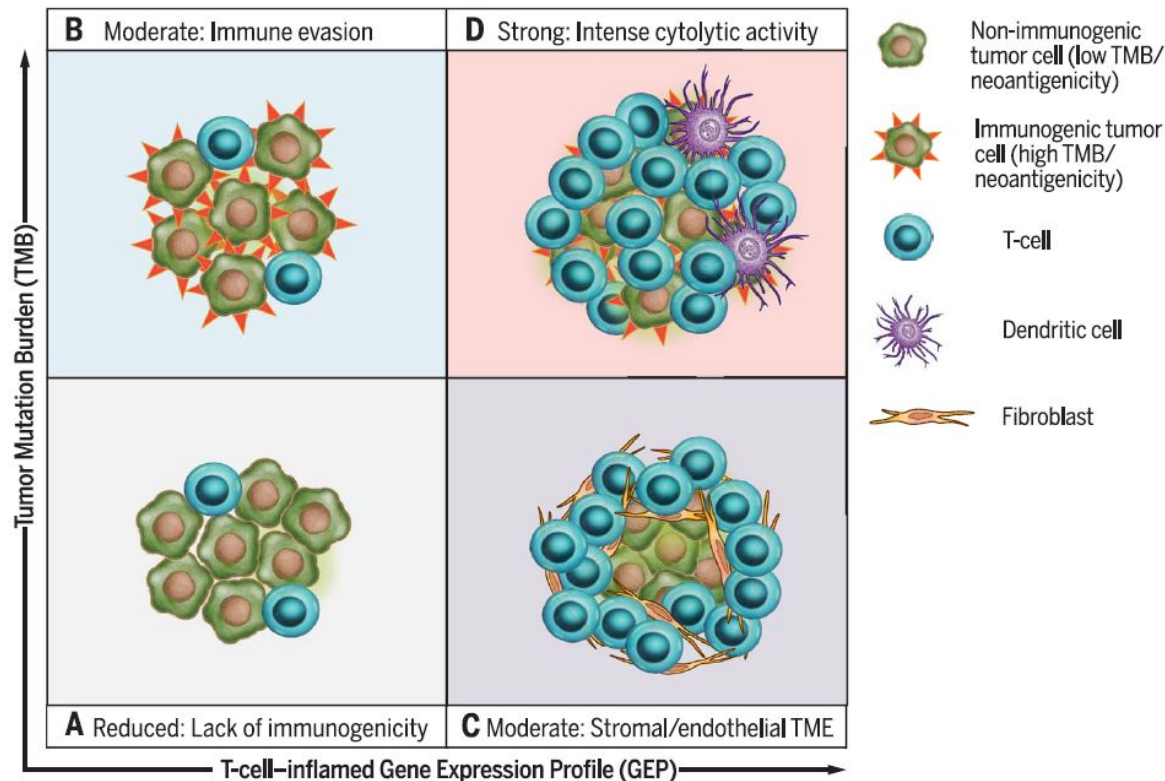 B Moderate: Immune evasion
D Strong: Intense cytolytic activity
Non-immunogenic
tumor cell (low TMB/
neoantigenicity)
Immunogenic tumor
cell (high TMB/
neoantigenicity)
T-cell
Dendritic cell
Fibroblast
Tumor Mutation Burden (TMB)
A Reduced: Lack of immunogenicity
C Moderate: Stromal/endothelial TME
T-cell–inflamed Gene Expression Profile (GEP)